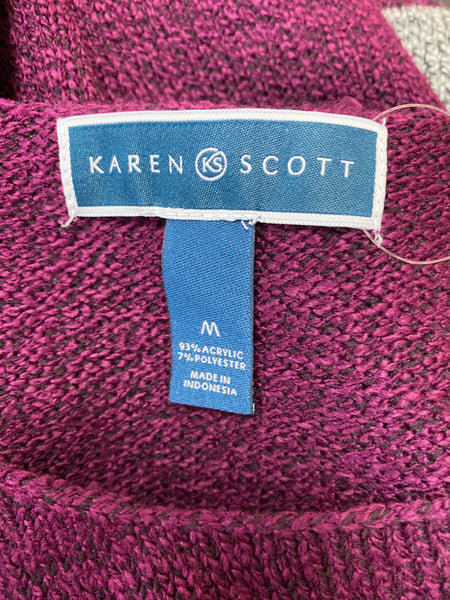 KAREN KS SCOTT
M
93% ACRYLIC
7% POLYESTER
MADE IN
INDONESIA